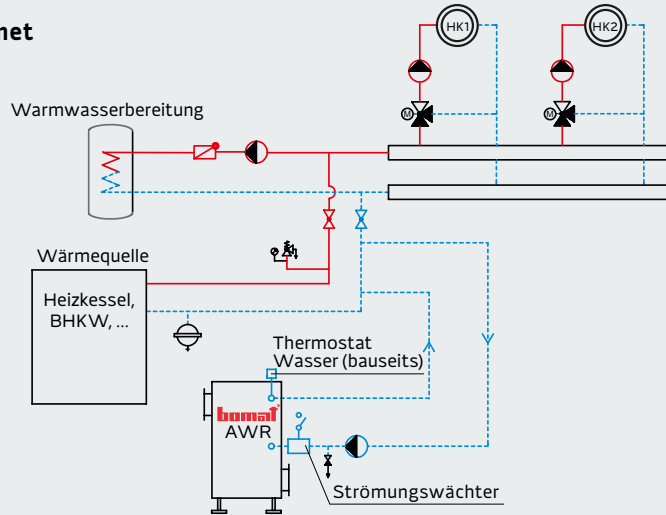 net
HK1
HK2
M
M
Warmwasserbereitung
Wärmequelle
Heizkessel,
BHKW, ...
Thermostat
Wasser (bauseits)
bomat
AWR
Strömungswächter